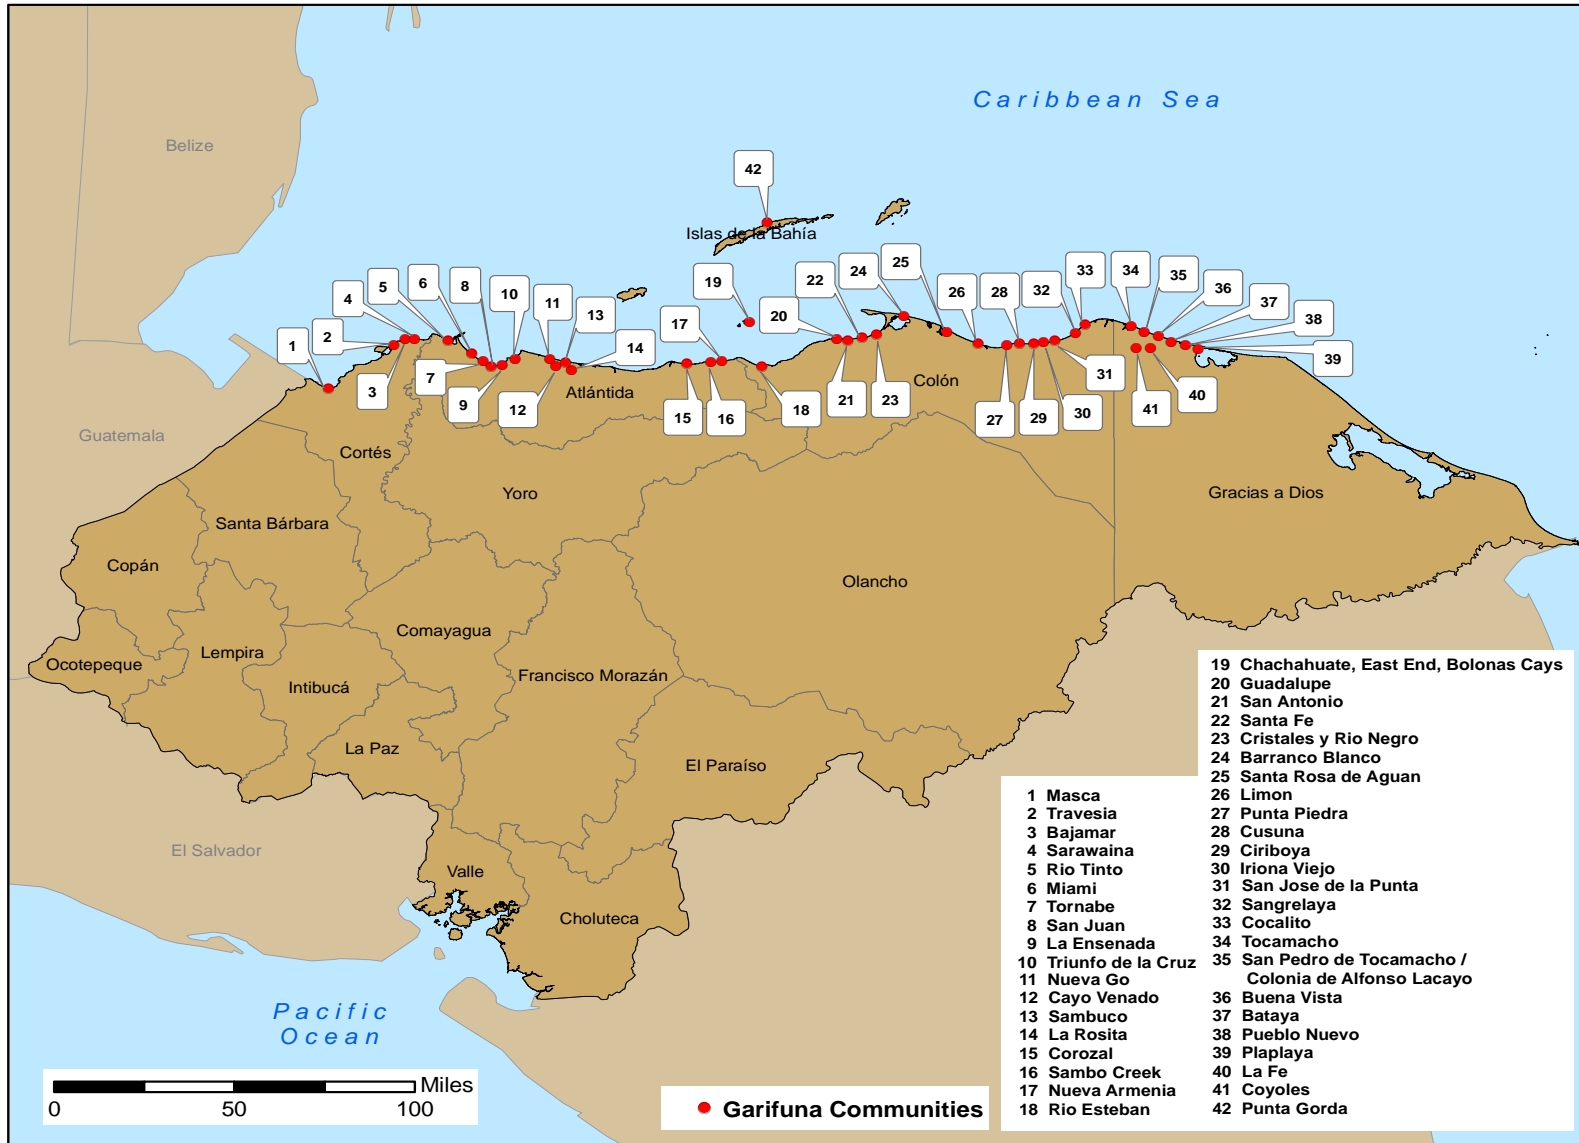 Caribbean Sea
Belize
42
Islas de la Bahía
24
25
22
33
34
35
36
32
28
26
37
38
39
19
20
17
5
6
8
10
11
13
14
4
2
1
3
7
9
12
15
16
18
21
23
27
29
30
31
41
40
Atlántida
Colón
Guatemala
Cortés
Yoro
Gracias a Dios
Santa Bárbara
Copán
Olancho
Comayagua
Lempira
Ocotepeque
Intibucá
Francisco Morazán
La Paz
El Paraíso
El Salvador
Valle
Choluteca
Pacific
Ocean
Miles
0 50 100
Garifuna Communities
1 Masca
2 Travesia
3 Bajamar
4 Sarawaina
5 Rio Tinto
6 Miami
7 Tornabe
8 San Juan
9 La Ensenada
10 Triunfo de la Cruz
11 Nueva Go
12 Cayo Venado
13 Sambuco
14 La Rosita
15 Corozal
16 Sambo Creek
17 Nueva Armenia
18 Rio Esteban
19 Chachahuate, East End, Bolonas Cays
20 Guadalupe
21 San Antonio
22 Santa Fe
23 Cristales y Rio Negro
24 Barranco Blanco
25 Santa Rosa de Aguan
26 Limon
27 Punta Piedra
28 Cusuna
29 Ciriboya
30 Iriona Viejo
31 San Jose de la Punta
32 Sangrelaya
33 Cocalito
34 Tocamacho
35 San Pedro de Tocamacho /
Colonia de Alfonso Lacayo
36 Buena Vista
37 Bataya
38 Pueblo Nuevo
39 Plaplaya
40 La Fe
41 Coyoles
42 Punta Gorda